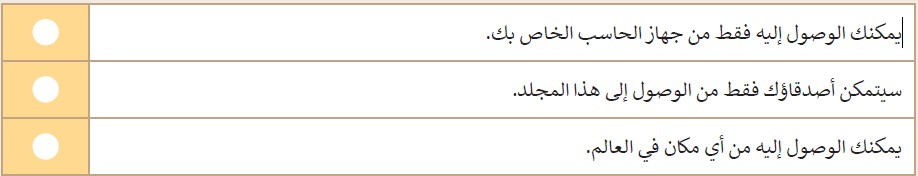 يمكنك الوصول إليه فقط من جهاز الحاسب الخاص بك.
سيتمكن أصدقاؤك فقط من الوصول إلى هذا المجلد.
يمكنك الوصول إليه من أي مكان في العالم.